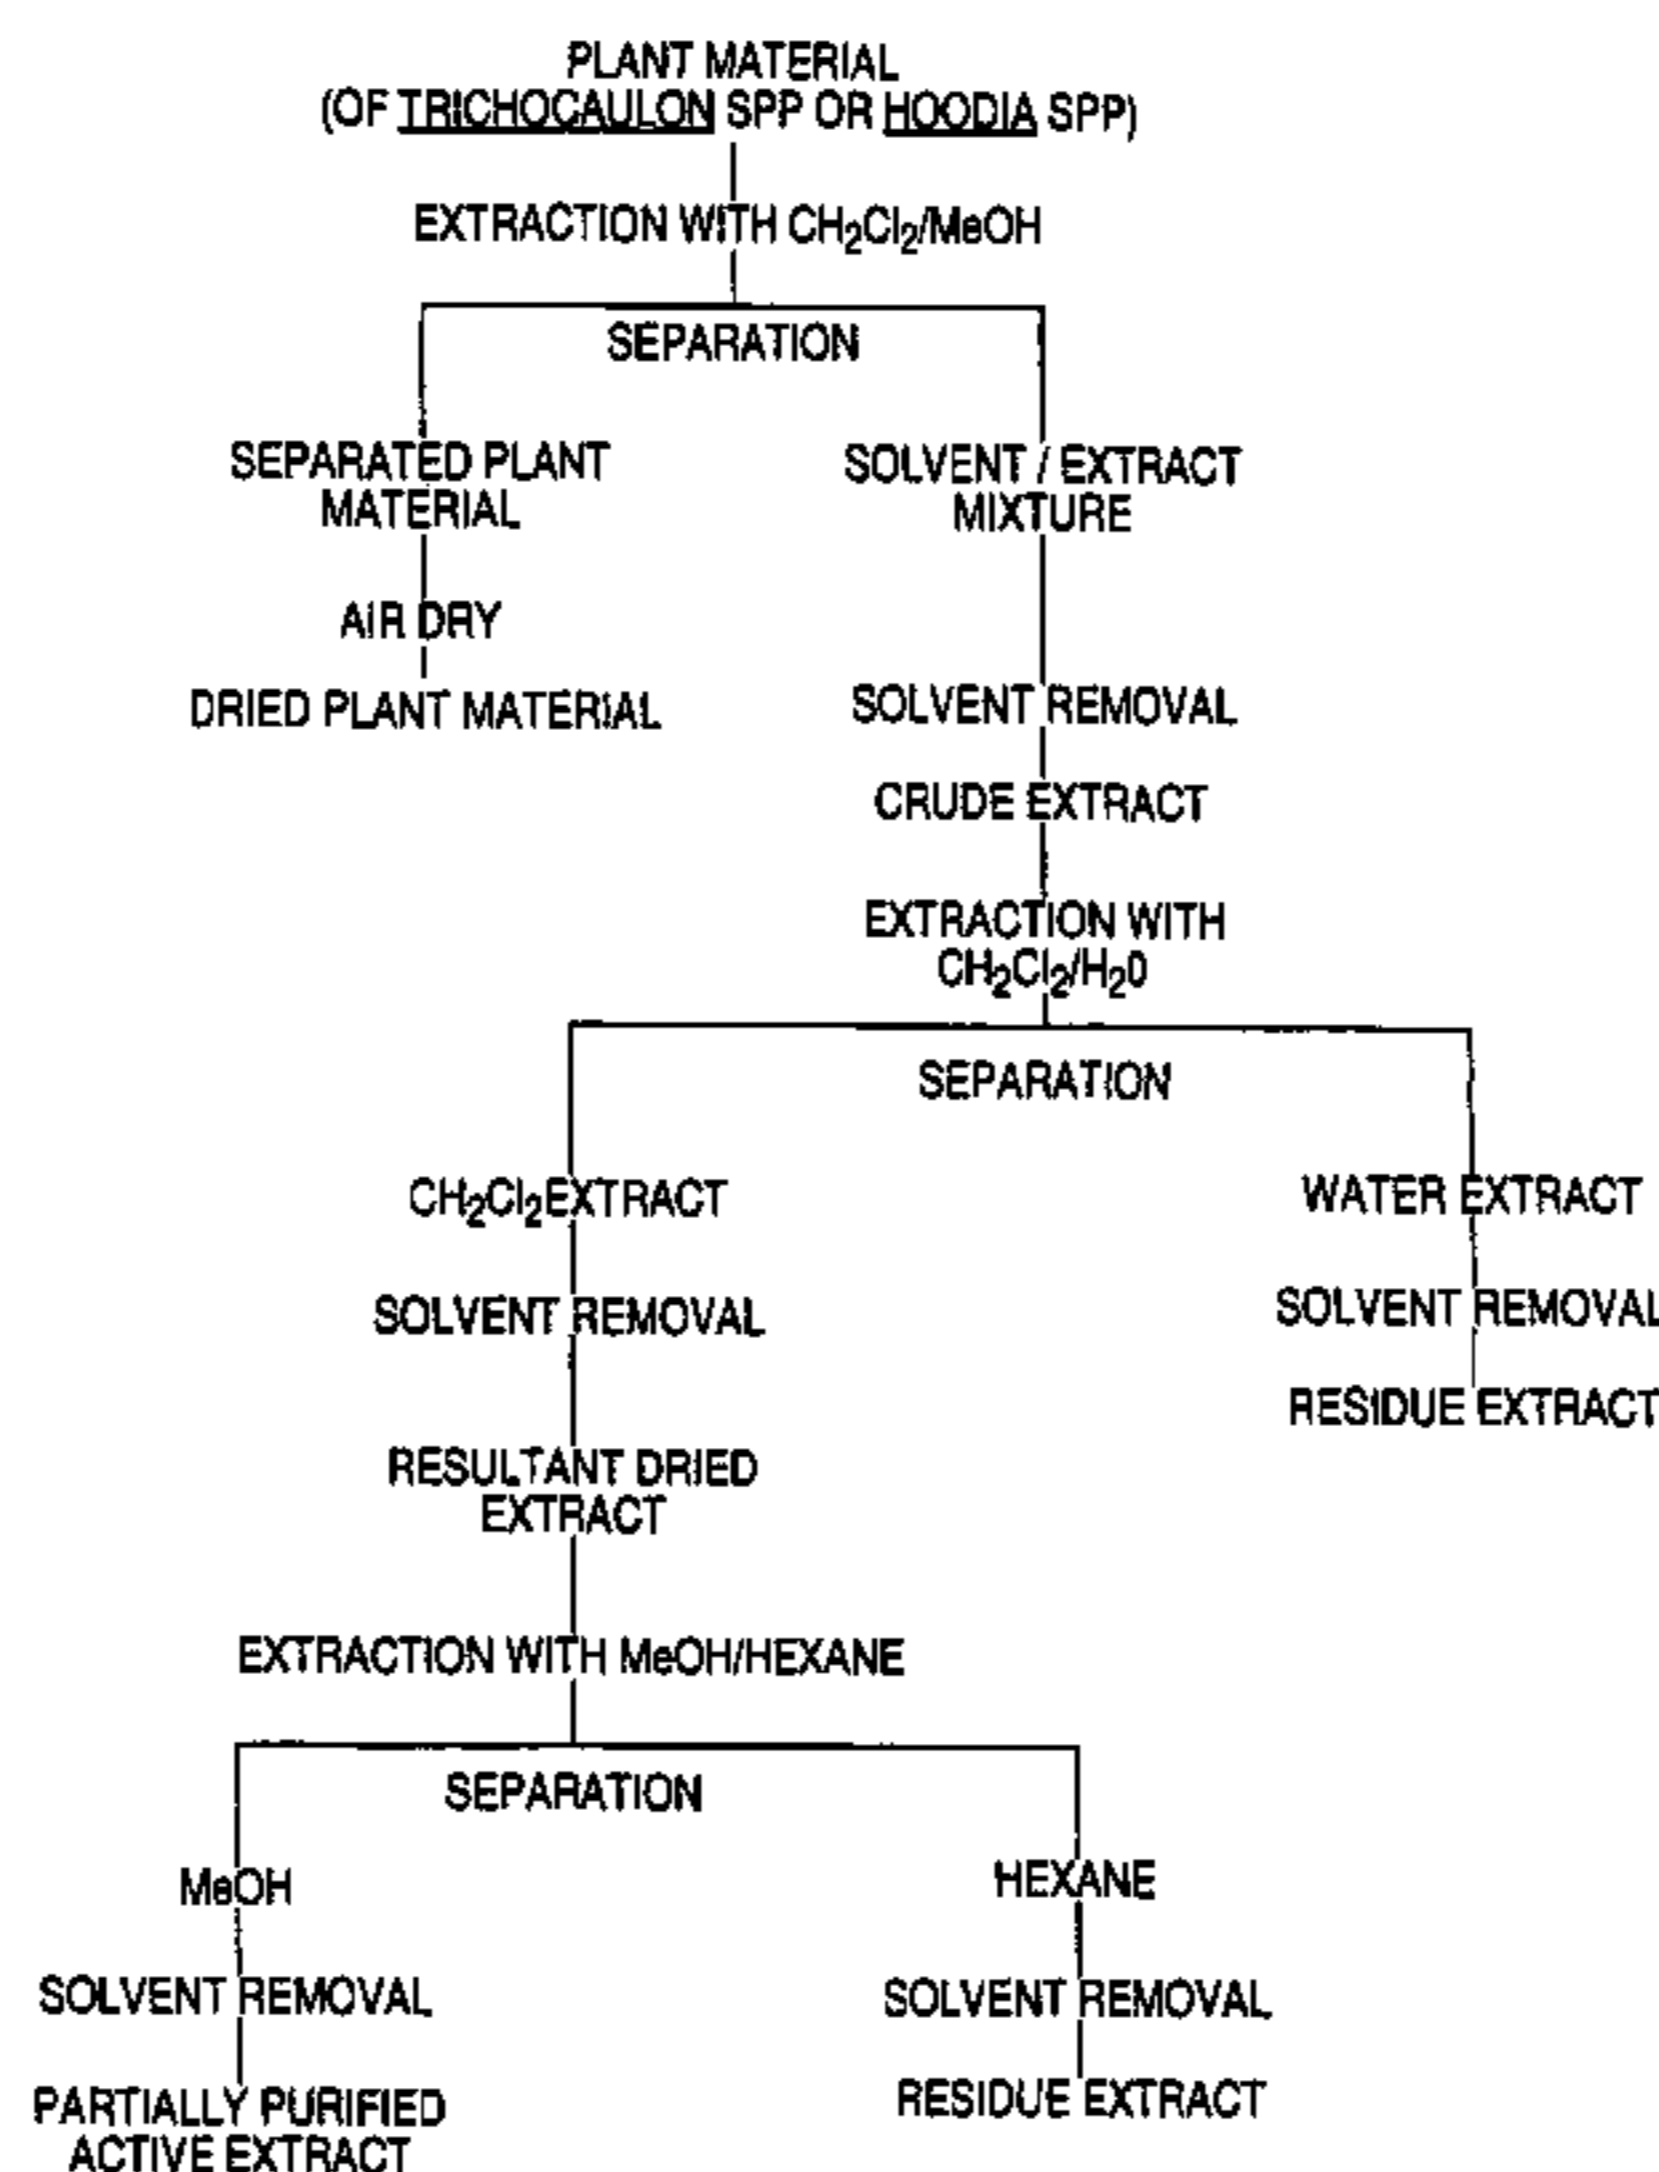 PLANT MATERIAL
(OF TRICHOCAULON SPP OR HOODIA SPP)
EXTRACTION WITH CH₂Cl₂/MeOH
SEPARATION
SEPARATED PLANT
MATERIAL
AIR DRY
DRIED PLANT MATERIAL
SOLVENT / EXTRACT
MIXTURE
SOLVENT REMOVAL
CRUDE EXTRACT
EXTRACTION WITH
CH₂Cl₂/H₂0
SEPARATION
CH₂Cl₂EXTRACT
SOLVENT REMOVAL
RESULTANT DRIED
EXTRACT
EXTRACTION WITH MeOH/HEXANE
SEPARATION
MeOH
SOLVENT REMOVAL
PARTIALLY PURIFIED
ACTIVE EXTRACT
HEXANE
SOLVENT REMOVAL
RESIDUE EXTRACT
WATER EXTRACT
SOLVENT REMOVAL
RESIDUE EXTRACT